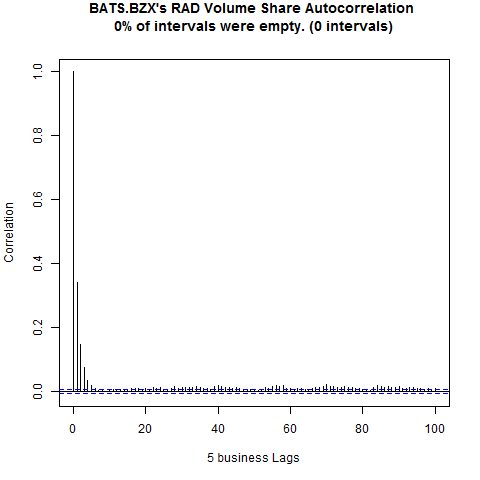 BATS.BZX's RAD Volume Share Autocorrelation
0% of intervals were empty. (0 intervals)
Correlation
1.0
0.8
0.6
0.4
0.2
0.0
0 20 40 60 80 100
5 business Lags